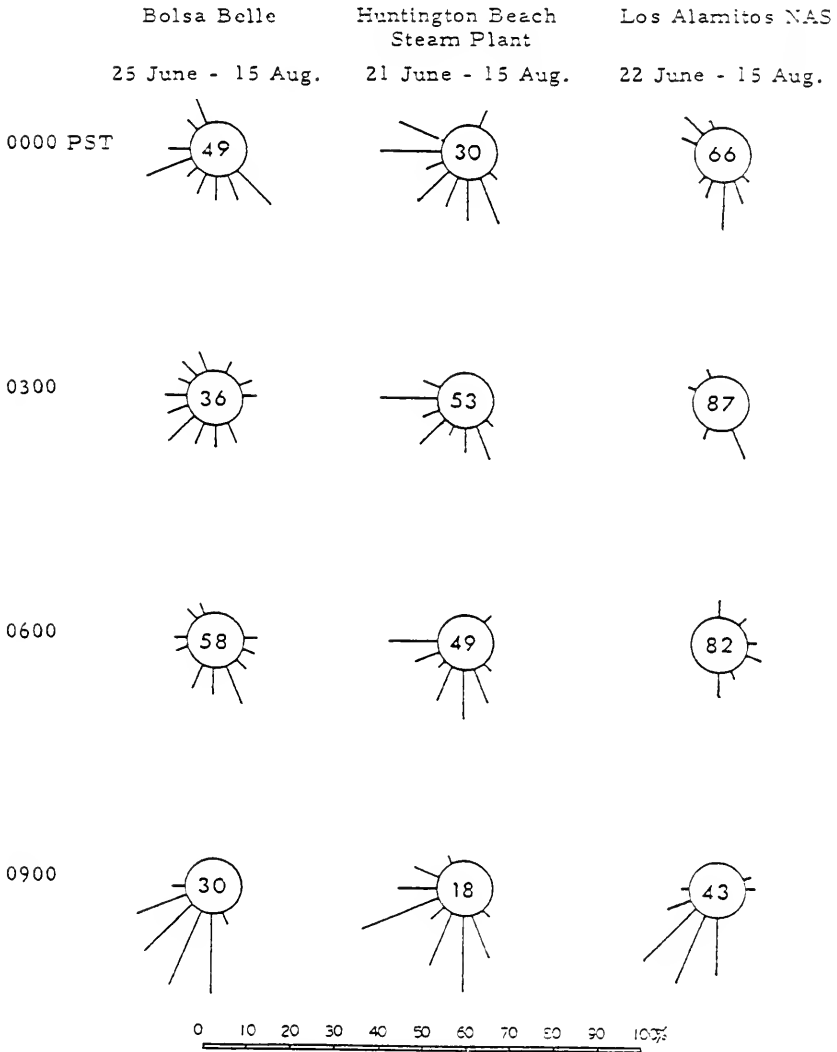 Bolsa Belle Huntington Beach Los Alamitos NAS
Steam Plant
25 June - 15 Aug. 21 June - 15 Aug. 22 June - 15 Aug.
0000 PST 49 30 66
0300 36 53 87
0600 58 49 82
0900 30 18 43
0 10 20 30 40 50 60 70 80 90 100%